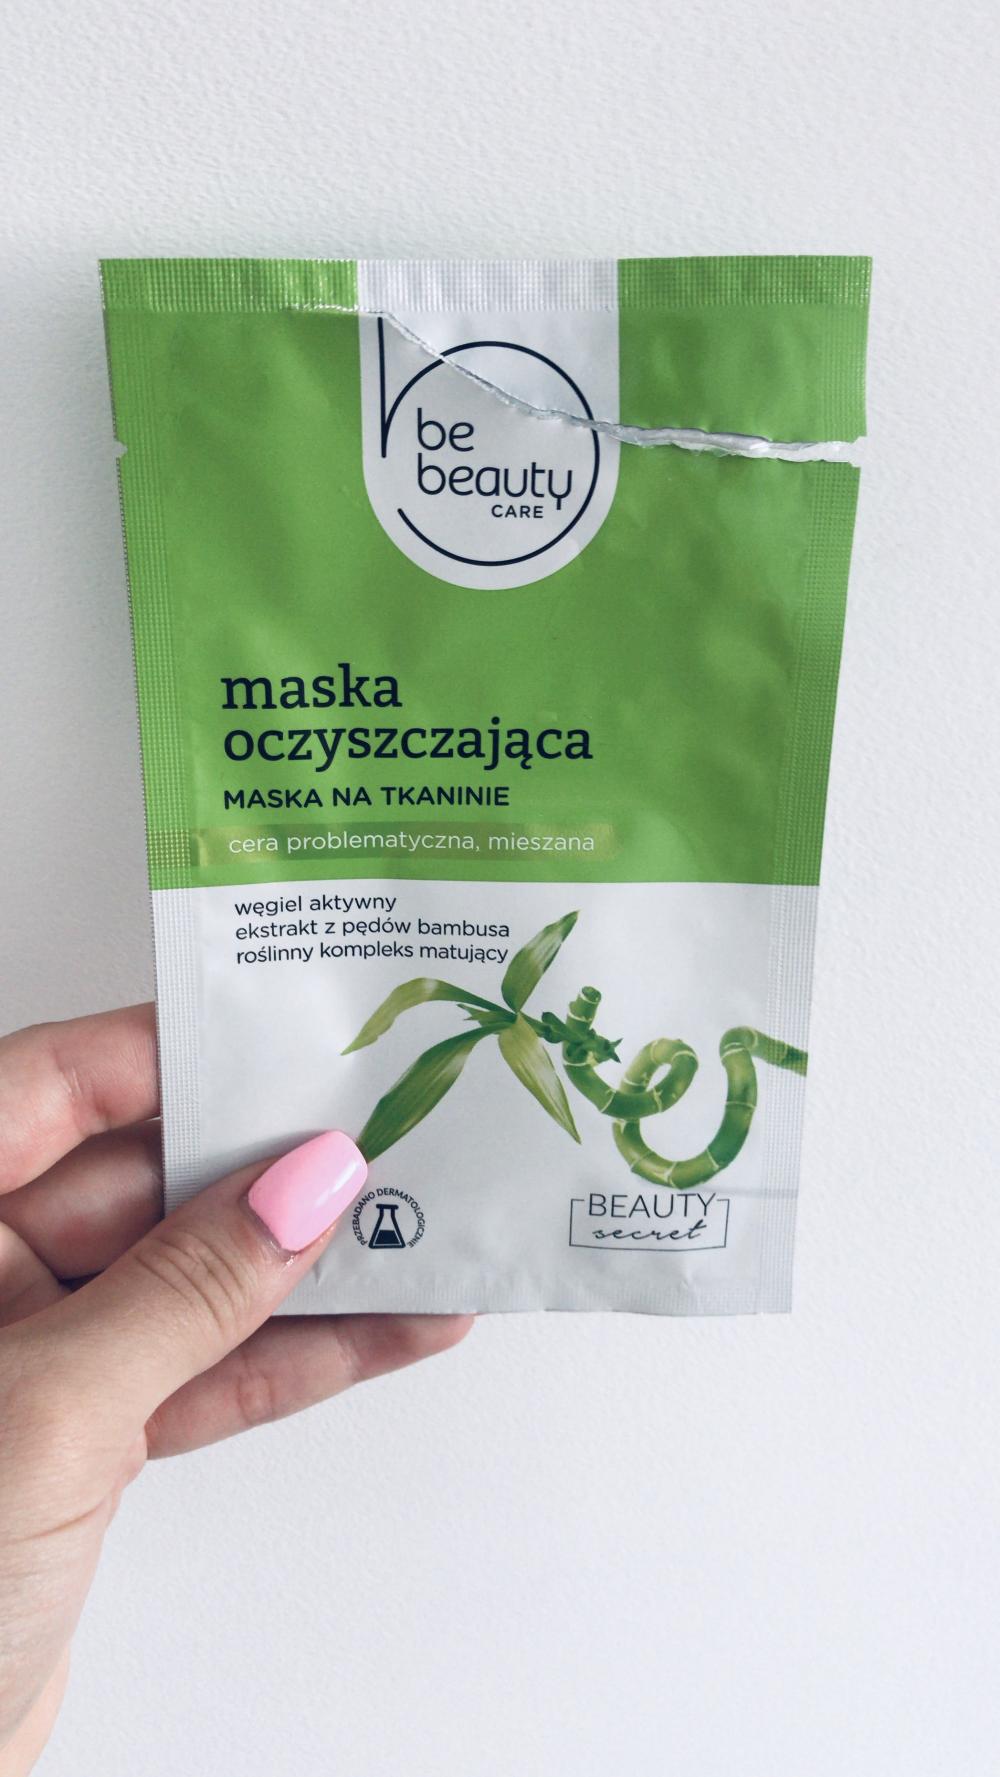 be
beauty
CARE
maska
oczyszczająca
MASKA NA TKANINIE
cera problematyczna, mieszana
węgiel aktywny
ekstrakt z pędów bambusa
roślinny kompleks matujący
PRZEBADANO DERMATOLOGICZNIE
BEAUTY
secret